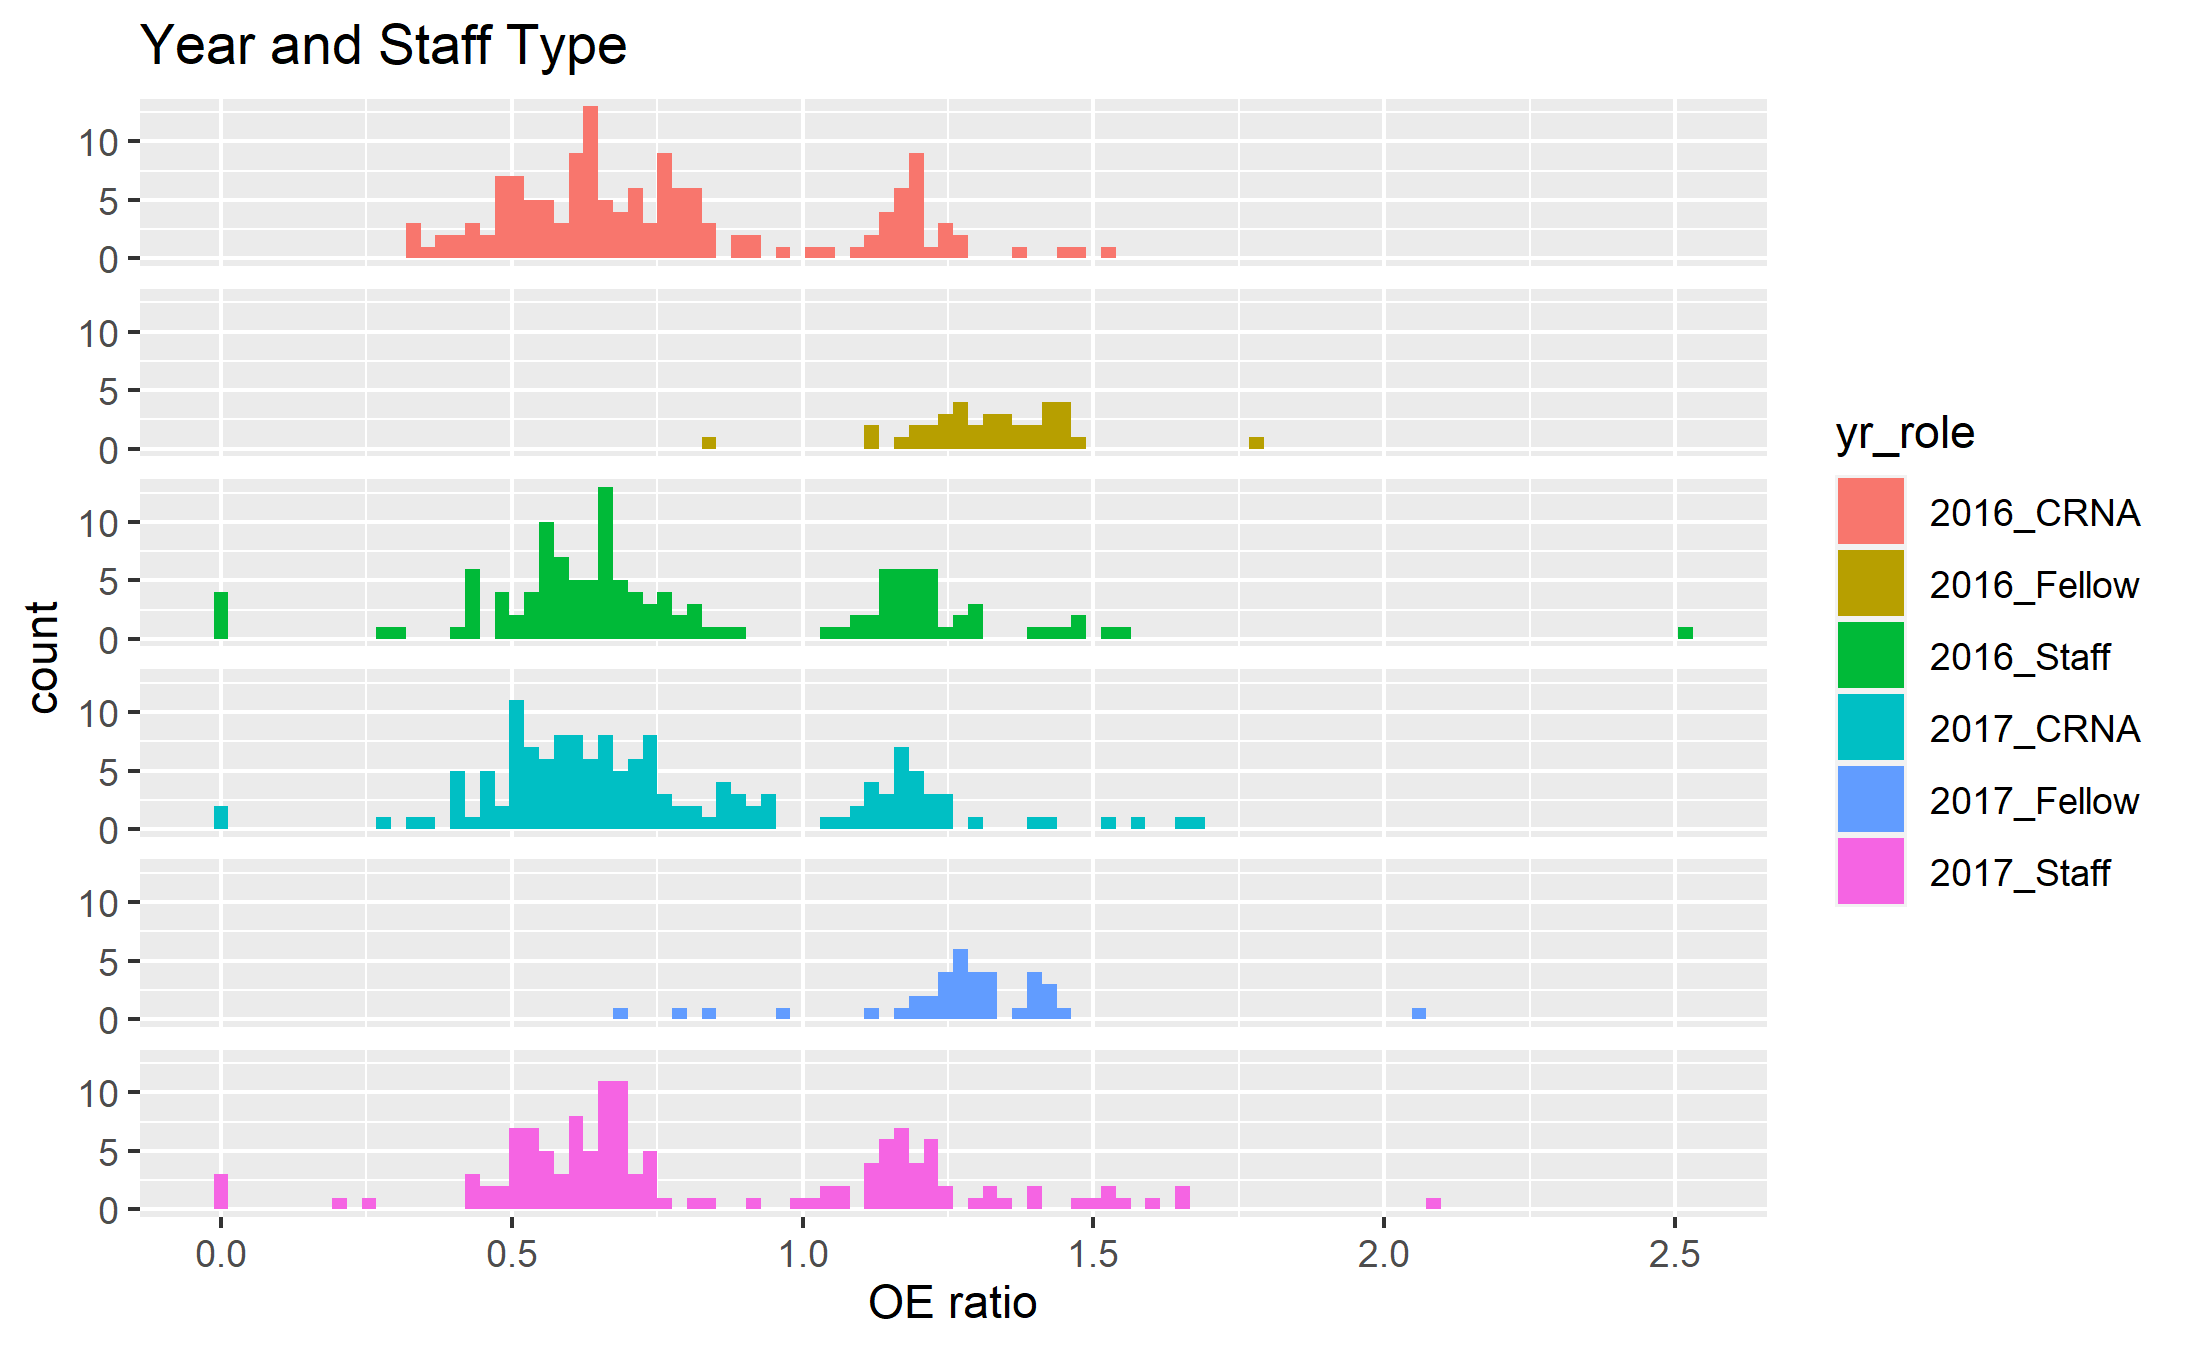 Year and Staff Type
10
5
0
10
5
0
10
5
0
10
5
0
10
5
0
10
5
0
count
0.0 0.5 1.0 1.5 2.0 2.5
OE ratio
yr_role
2016_CRNA
2016_Fellow
2016_Staff
2017_CRNA
2017_Fellow
2017_Staff